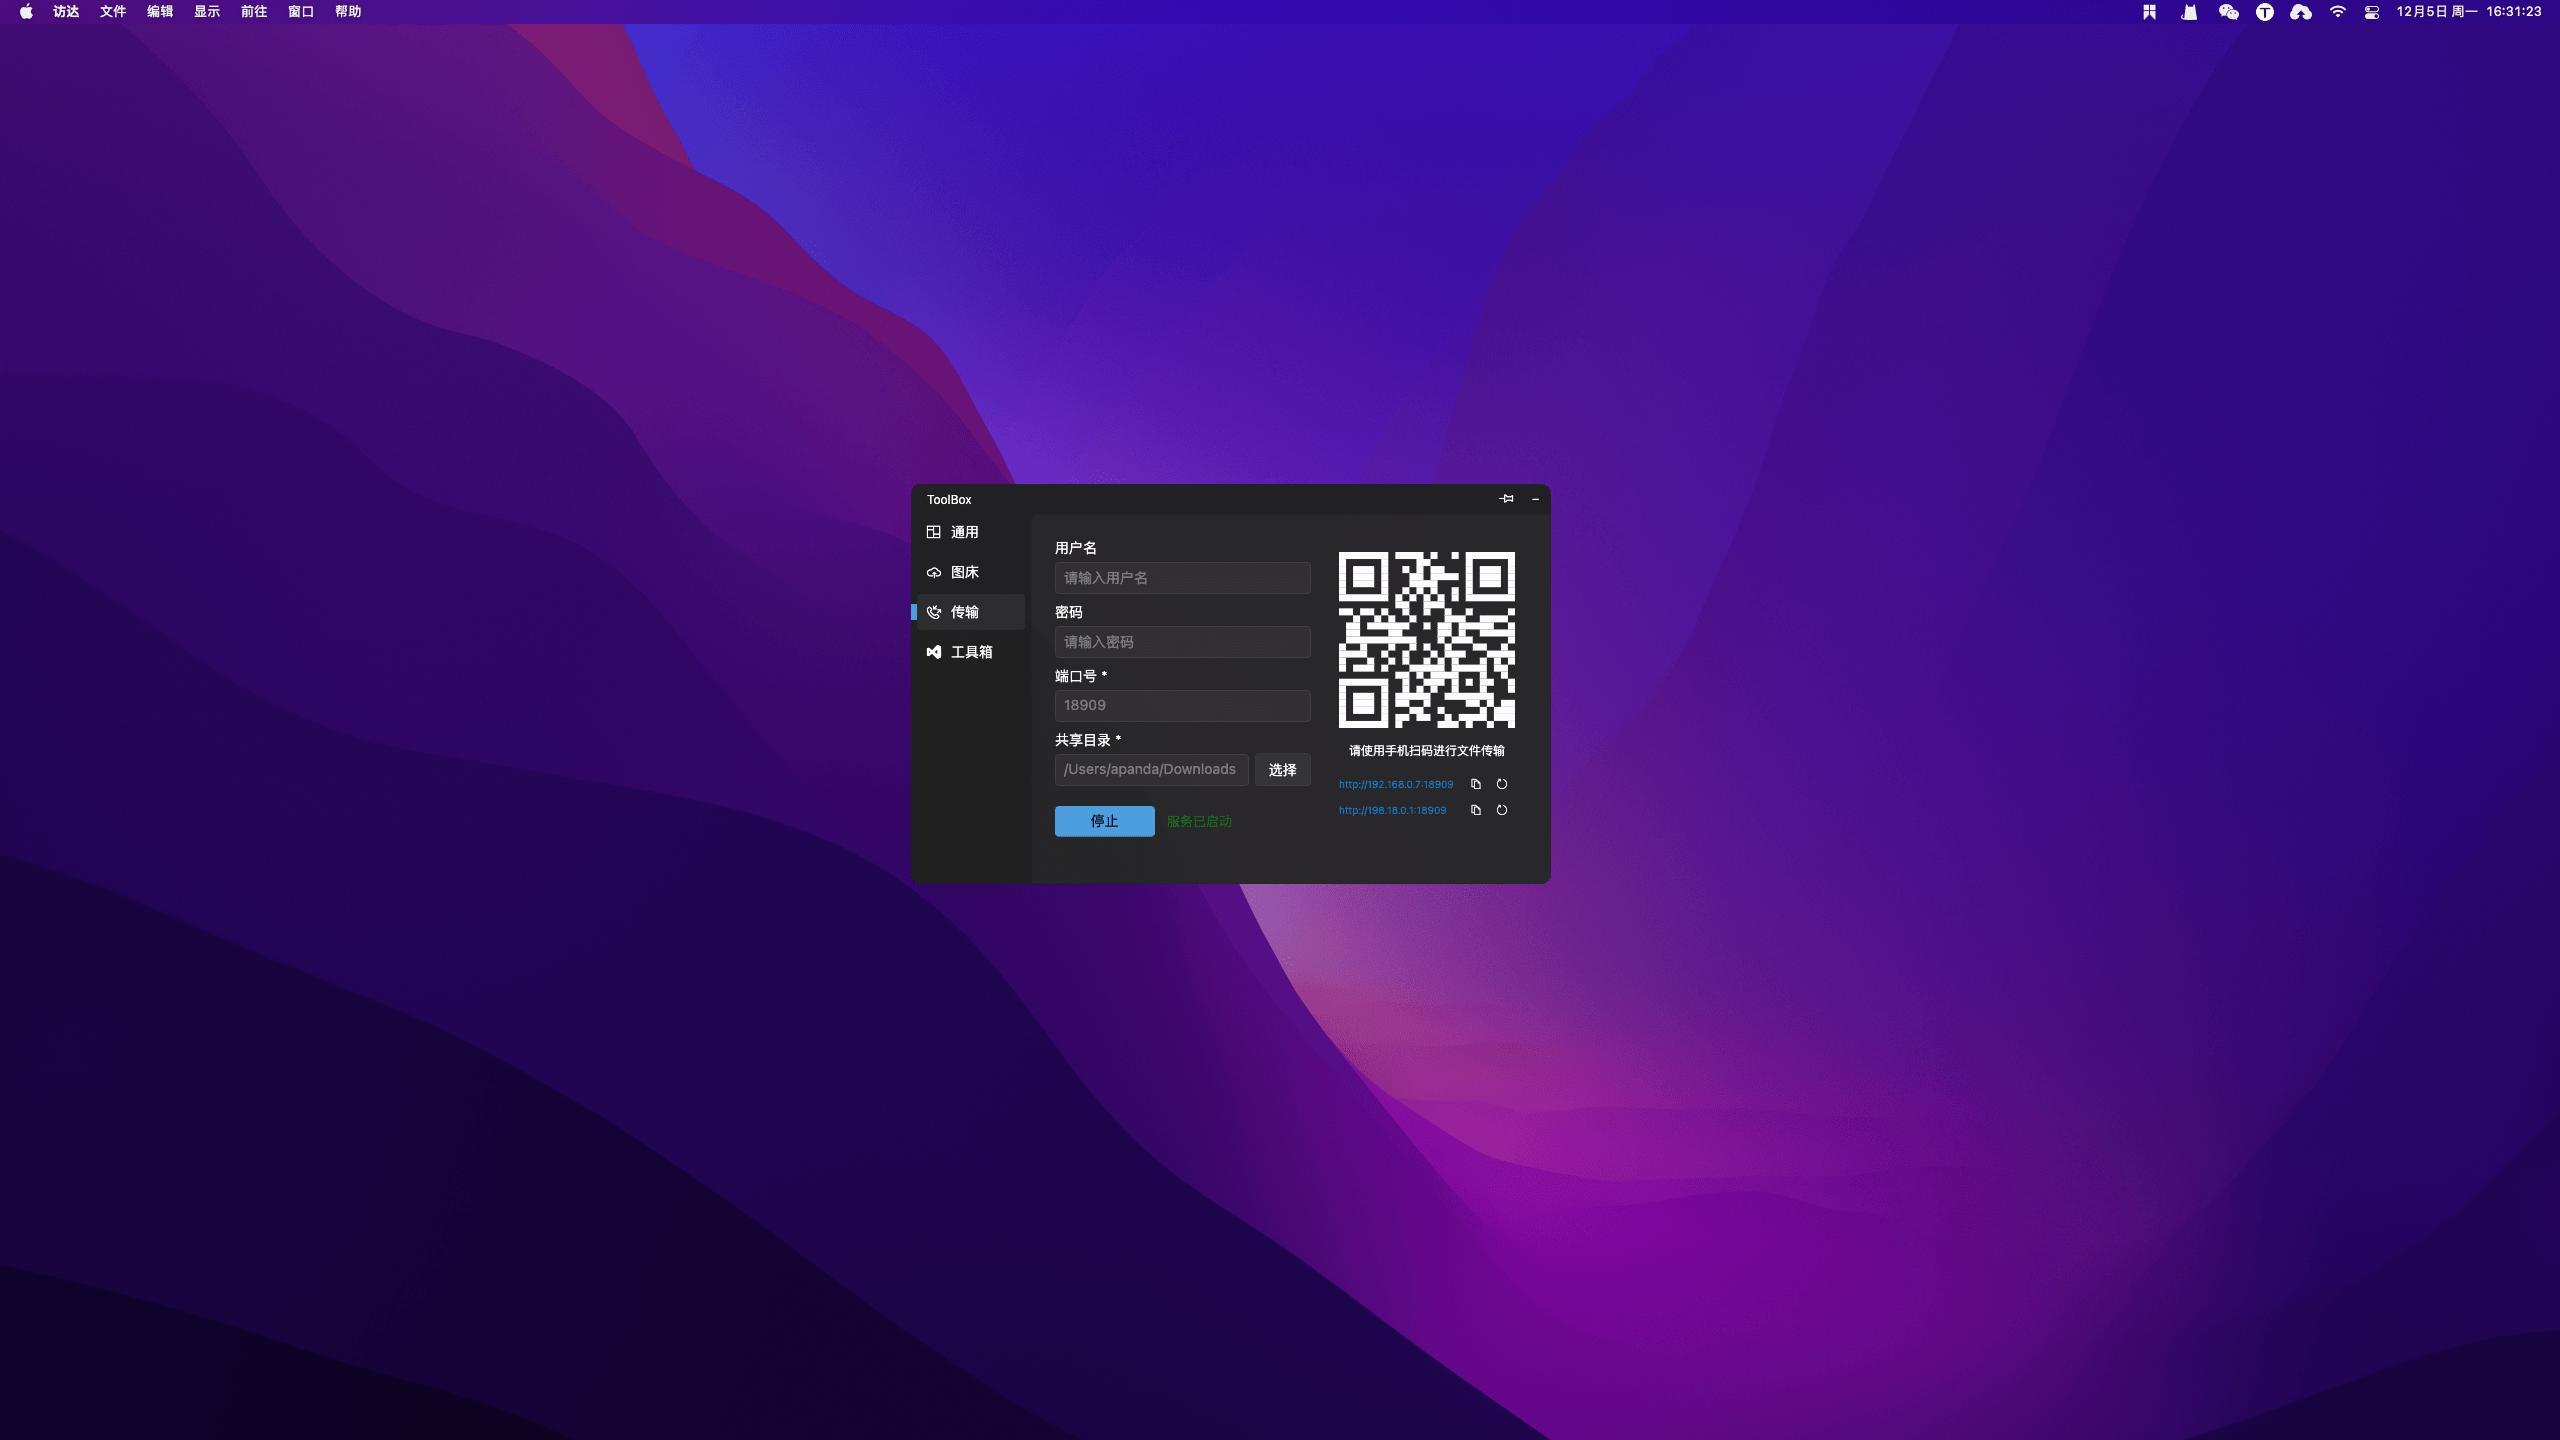 访达 文件 编辑 显示 前往 窗口 帮助
12月5日 周一 16:31:23
ToolBox
通用
图床
传输
工具箱
用户名
请输入用户名
密码
请输入密码
端口号 *
18909
共享目录 *
/Users/apanda/Downloads 选择
停止 服务已启动
请使用手机扫码进行文件传输
http://192.168.0.7:18909
http://198.18.0.1:18909